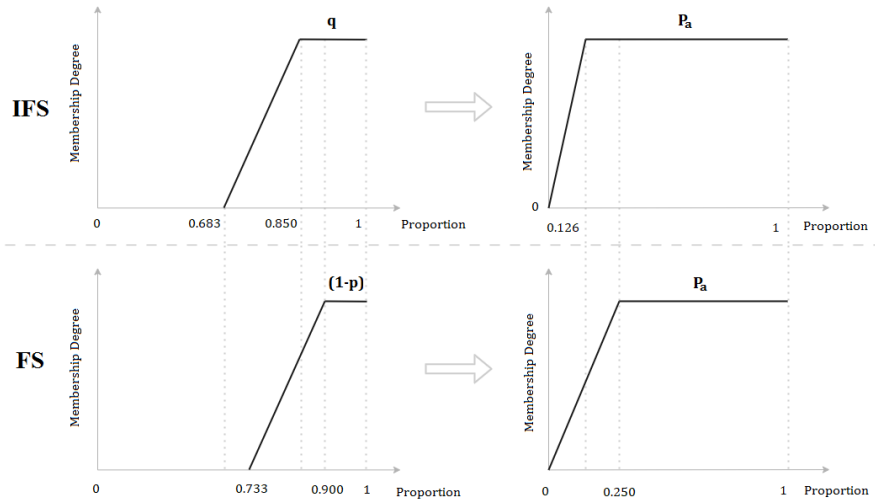 q
Membership Degree
IFS
0
0.683
0.850
1
Proportion
Pa
Membership Degree
0
0.126
1
Proportion
(1-p)
Membership Degree
FS
0
0.733
0.900
1
Proportion
Pa
Membership Degree
0
0.250
1
Proportion